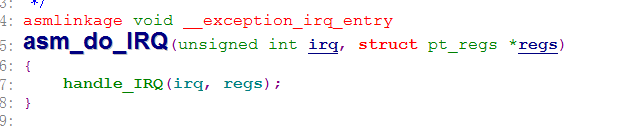 3: */
4: asmlinkage void __exception_irq_entry
5: asm_do_IRQ(unsigned int irq, struct pt_regs *regs)
6: {
7: handle_IRQ(irq, regs);
8: }
9: